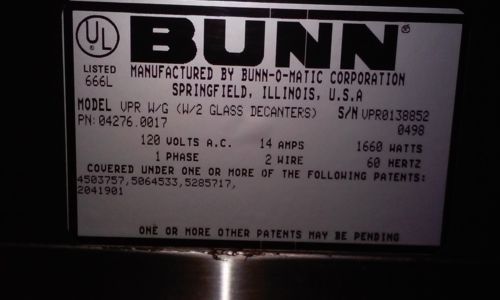 UL
LISTED
666L
BUNN®
MANUFACTURED BY BUNN-O-MATIC CORPORATION
SPRINGFIELD, ILLINOIS, U.S.A
MODEL VPR W/G (W/2 GLASS DECANTERS) S/N VPR0138852
PN: 04276.0017 0498
120 VOLTS A.C. 14 AMPS 1660 WATTS
1 PHASE 2 WIRE 60 HERTZ
COVERED UNDER ONE OR MORE OF THE FOLLOWING PATENTS:
4503757,5064533,5285717,
2041901
ONE OR MORE OTHER PATENTS MAY BE PENDING